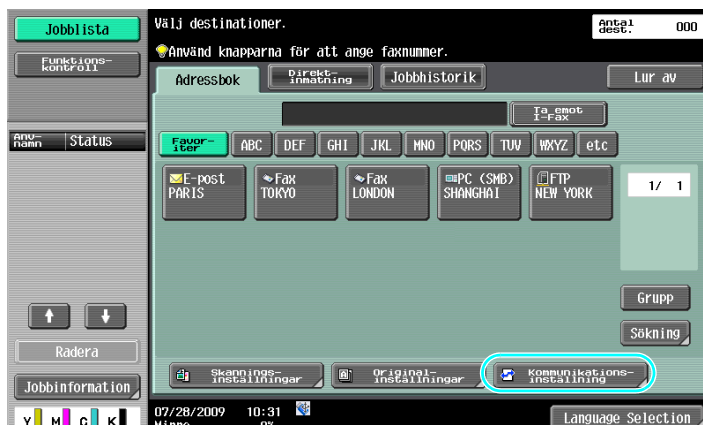 Jobblista
Funktions-
kontroll
Anv-
namn
Status
Radera
Jobbinformation
Y M C K
Välj destinationer.
Antal
dest.
000
Använd knapparna för att ange faxnummer.
Adressbok
Direkt-
inmatning
Jobbhistorik
Lur av
Ta emot
I-Fax
Favor-
iter
ABC
DEF
GHI
JKL
MNO
PQRS
TUV
WXYZ
etc
E-post
PARIS
Fax
TOKYO
Fax
LONDON
PC (SMB)
SHANGHAI
FTP
NEW YORK
1/ 1
Grupp
Sökning
Skannings-
inställningar
Original-
inställningar
Kommunikations-
inställning
07/28/2009 10:31
Minne 0%
Language Selection